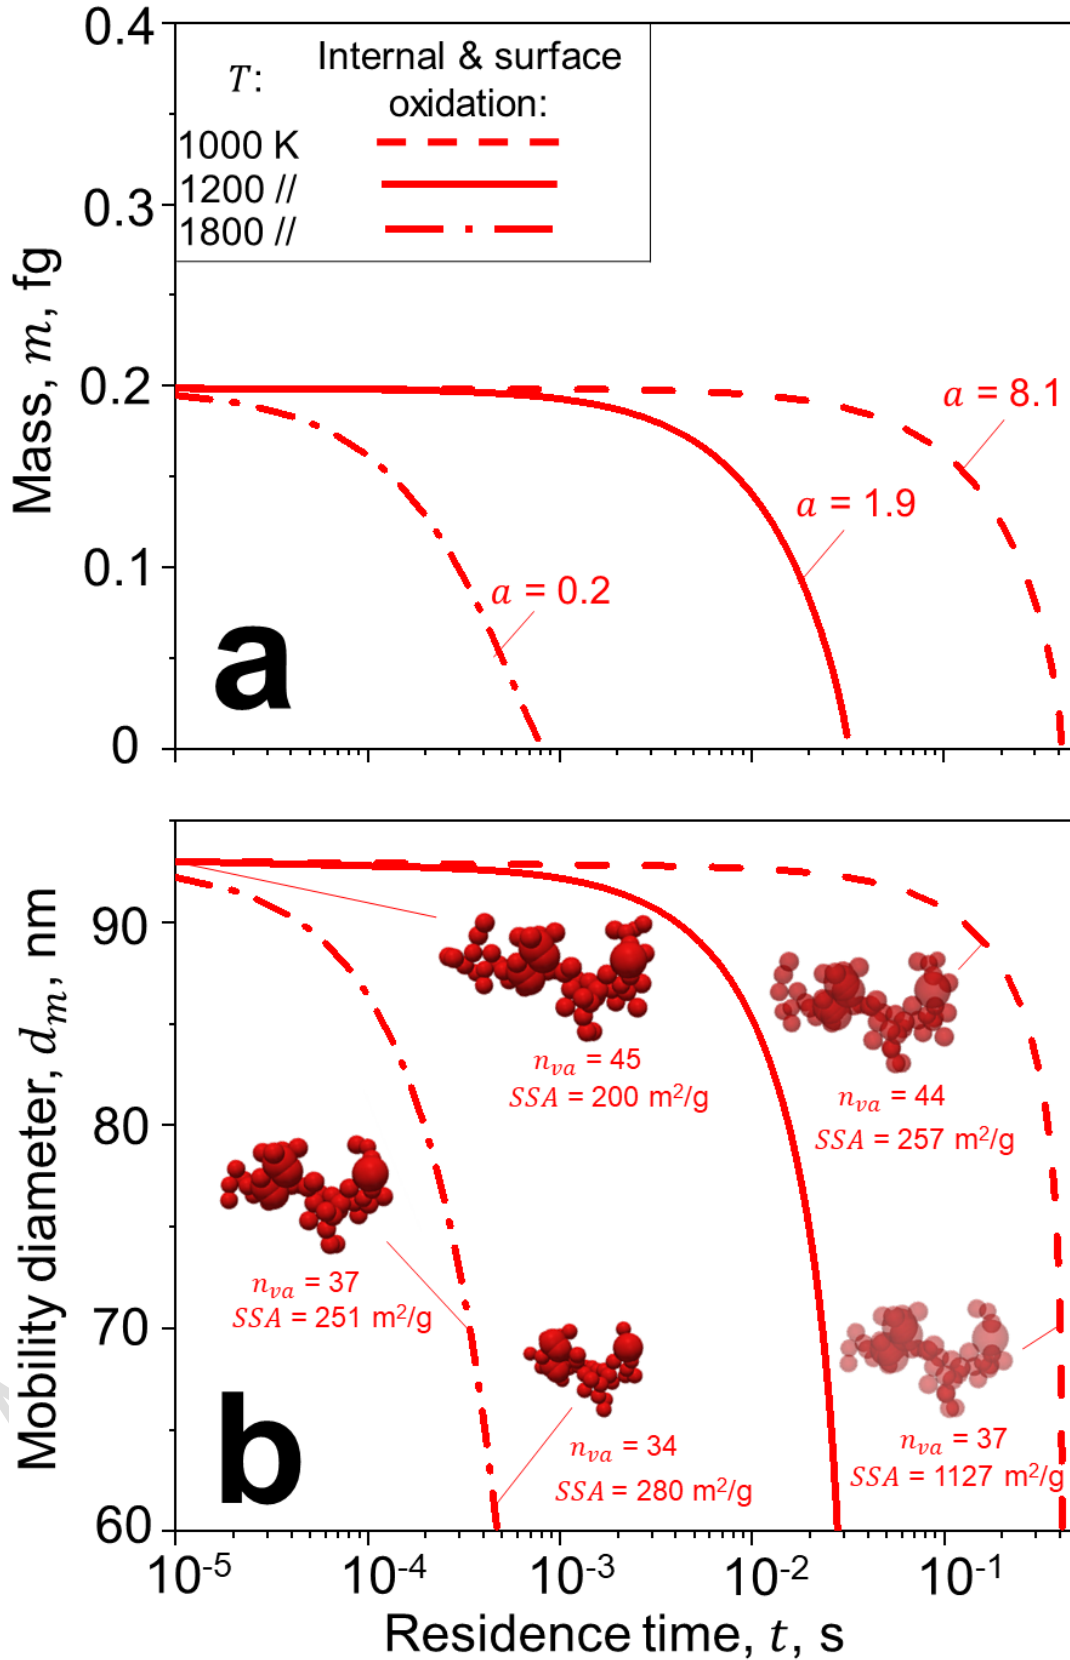 0.4
T:
Internal & surface
oxidation:
1000 K
1200 //
1800 //
0.3
Mass, m, fg
0.2
a = 8.1
a = 1.9
0.1
a = 0.2
a
0
90
Mobility diameter, dm, nm
nva = 45
SSA = 200 m²/g
nva = 44
SSA = 257 m²/g
80
nva = 37
SSA = 251 m²/g
70
nva = 34
SSA = 280 m²/g
nva = 37
SSA = 1127 m²/g
b
60
10-5 10-4 10-3 10-2 10-1
Residence time, t, s